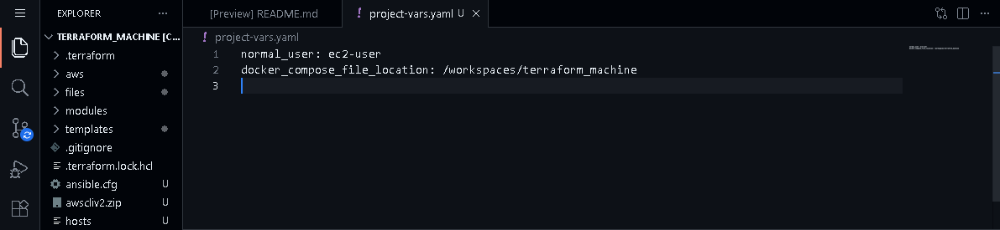 EXPLORER ···
[Preview] README.md
! project-vars.yaml U ×
TERRAFORM_MACHINE [C...
.terraform
aws
files
modules
templates
.gitignore
.terraform.lock.hcl
ansible.cfg U
awscliv2.zip U
hosts U
! project-vars.yaml
1 normal_user: ec2-user
2 docker_compose_file_location: /workspaces/terraform_machine
3